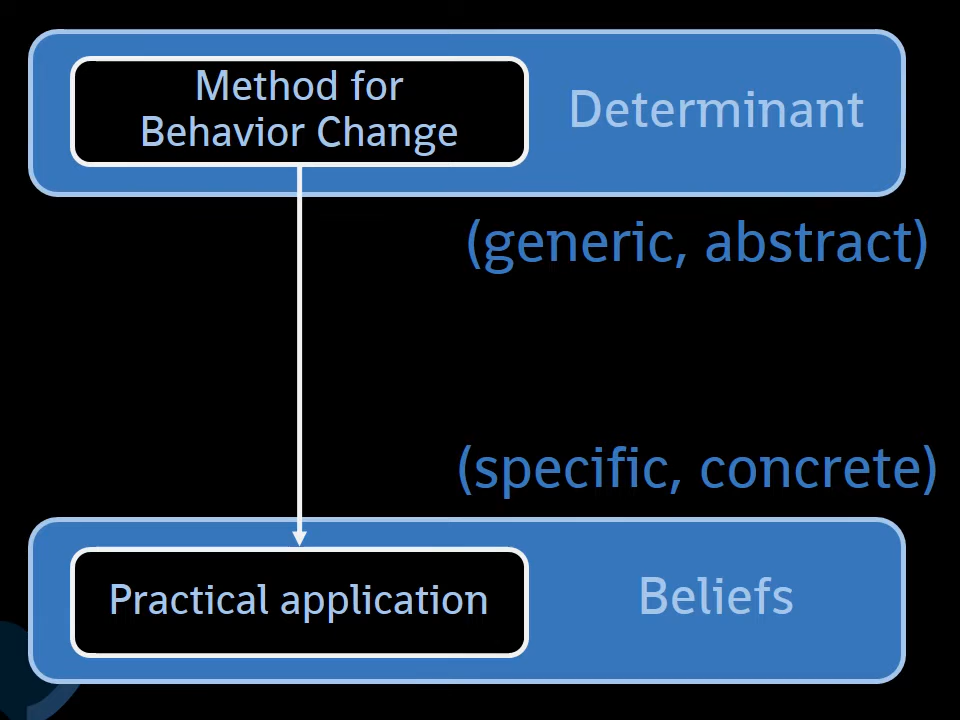 Method for
Behavior Change
Determinant
(generic, abstract)
(specific, concrete)
Practical application
Beliefs